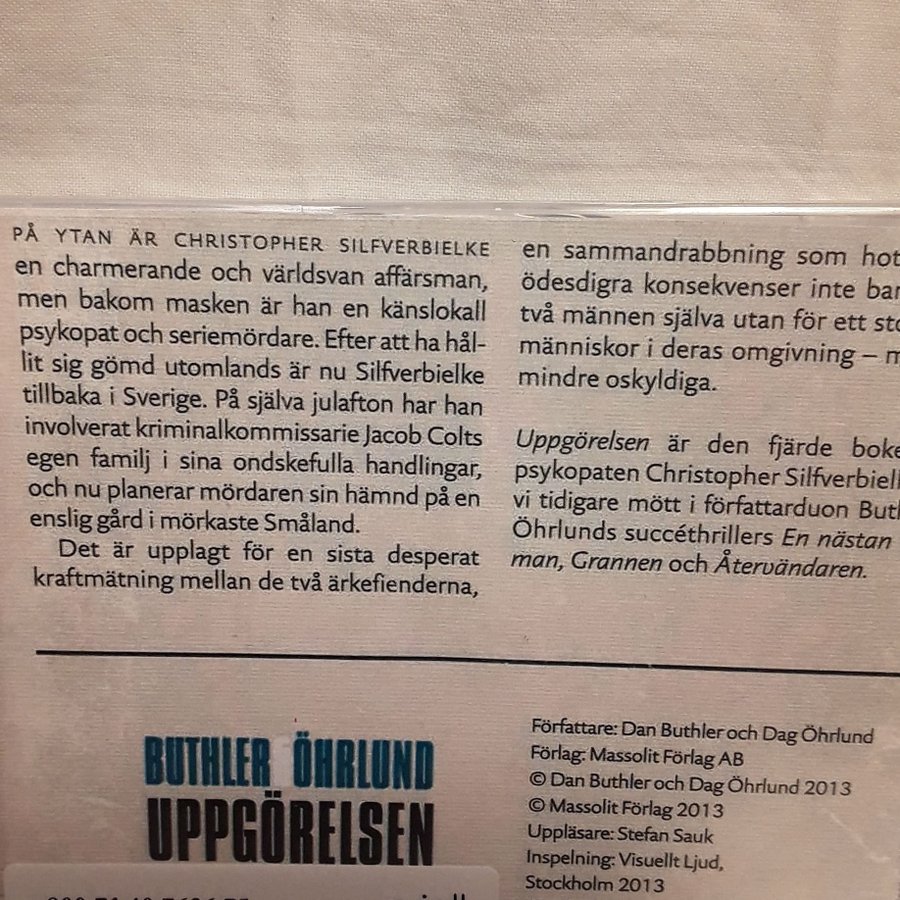 PÅ YTAN ÄR CHRISTOPHER SILFVERBIELKE
en charmerande och världsvan affärsman,
men bakom masken är han en känslokall
psykopat och seriemördare. Efter att ha hål-
lit sig gömd utomlands är nu Silfverbielke
tillbaka i Sverige. På själva julafton har han
involverat kriminalkommissarie Jacob Colts
egen familj i sina ondskefulla handlingar,
och nu planerar mördaren sin hämnd på en
enslig gård i mörkaste Småland.
Det är upplagt för en sista desperat
kraftmätning mellan de två ärkefienderna,
en sammandrabbning som
ödesdigra konsekvenser inte
två männen själva utan för ett
människor i deras omgivning –
mindre oskyldiga.
Uppgörelsen är den fjärde
psykopaten Christopher
vi tidigare mött i författarduon
Öhrlunds succéthrillers En nästan
man, Grannen och Återvändaren.
BUTHLER ÖHRLUND
UPPGÖRELSEN
Författare: Dan Buthler och Dag Öhrlund
Förlag: Massolit Förlag AB
© Dan Buthler och Dag Öhrlund 2013
© Massolit Förlag 2013
Uppläsare: Stefan Sauk
Inspelning: Visuellt Ljud,
Stockholm 2013